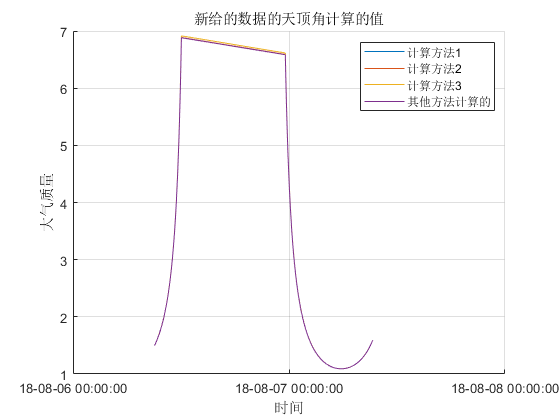 新给的数据的天顶角计算的值
7
6
5
4
3
2
1
大气质量
计算方法1
计算方法2
计算方法3
其他方法计算的
18-08-06 00:00:00
18-08-07 00:00:00
18-08-08 00:00:00
时间